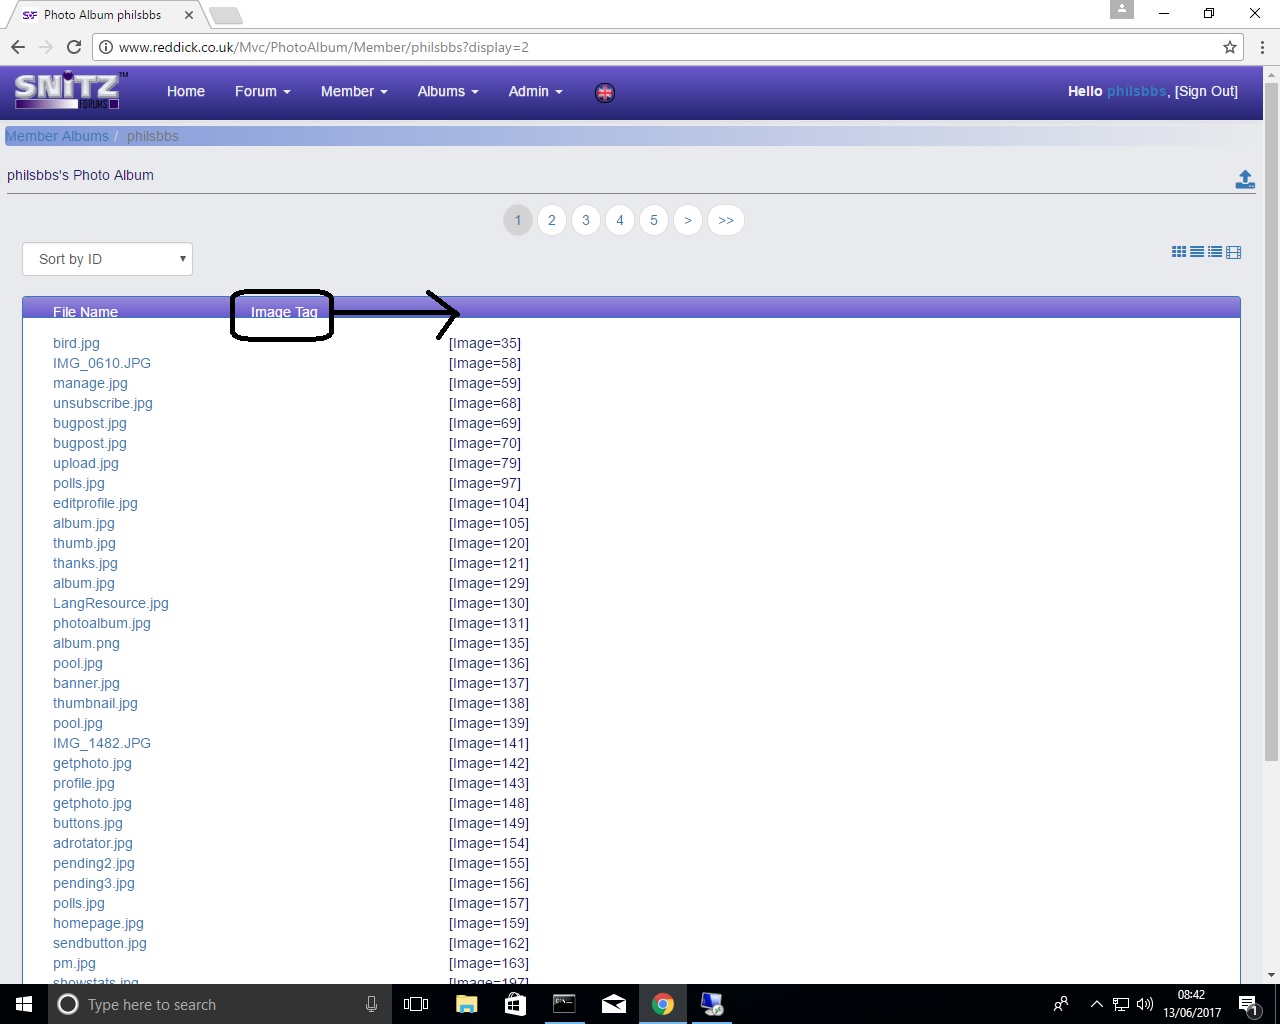 Photo Album philsbbs
www.reddick.co.uk/Mvc/PhotoAlbum/Member/philsbbs?display=2
SNITZ FORUMS TM
Home Forum Member Albums Admin
Hello philsbbs, [Sign Out]
Member Albums / philsbbs
philsbbs's Photo Album
1 2 3 4 5 > >>
Sort by ID
File Name Image Tag
bird.jpg [Image=35]
IMG_0610.JPG [Image=58]
manage.jpg [Image=59]
unsubscribe.jpg [Image=68]
bugpost.jpg [Image=69]
bugpost.jpg [Image=70]
upload.jpg [Image=79]
polls.jpg [Image=97]
editprofile.jpg [Image=104]
album.jpg [Image=105]
thumb.jpg [Image=120]
thanks.jpg [Image=121]
album.jpg [Image=129]
LangResource.jpg [Image=130]
photoalbum.jpg [Image=131]
album.png [Image=135]
pool.jpg [Image=136]
banner.jpg [Image=137]
thumbnail.jpg [Image=138]
pool.jpg [Image=139]
IMG_1482.JPG [Image=141]
getphoto.jpg [Image=142]
profile.jpg [Image=143]
getphoto.jpg [Image=148]
buttons.jpg [Image=149]
adrotator.jpg [Image=154]
pending2.jpg [Image=155]
pending3.jpg [Image=156]
polls.jpg [Image=157]
homepage.jpg [Image=159]
sendbutton.jpg [Image=162]
pm.jpg [Image=163]
showstats.jpg [Image=197]
Type here to search
08:42
13/06/2017
1